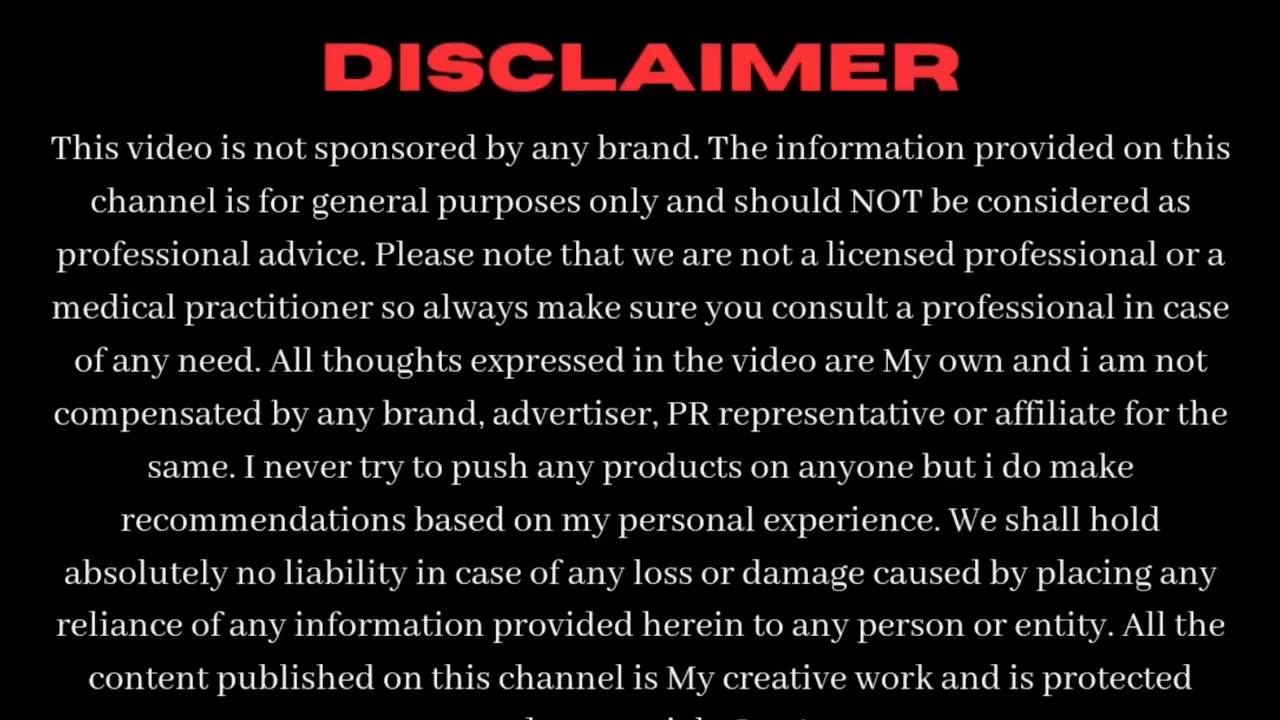 DISCLAIMER
This video is not sponsored by any brand. The information provided on this
channel is for general purposes only and should NOT be considered as
professional advice. Please note that we are not a licensed professional or a
medical practitioner so always make sure you consult a professional in case
of any need. All thoughts expressed in the video are My own and i am not
compensated by any brand, advertiser, PR representative or affiliate for the
same. I never try to push any products on anyone but i do make
recommendations based on my personal experience. We shall hold
absolutely no liability in case of any loss or damage caused by placing any
reliance of any information provided herein to any person or entity. All the
content published on this channel is My creative work and is protected